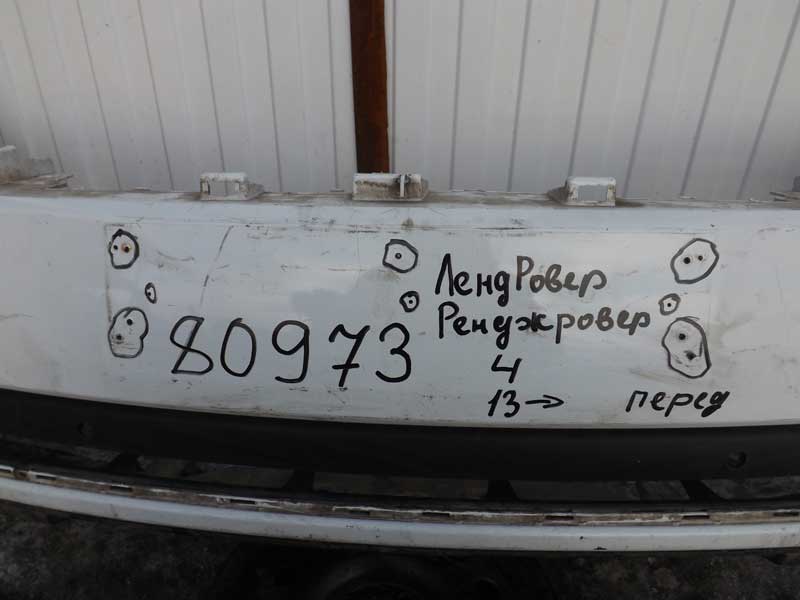 ЛендРовер
Ренджровер
80973
4
13→ перед